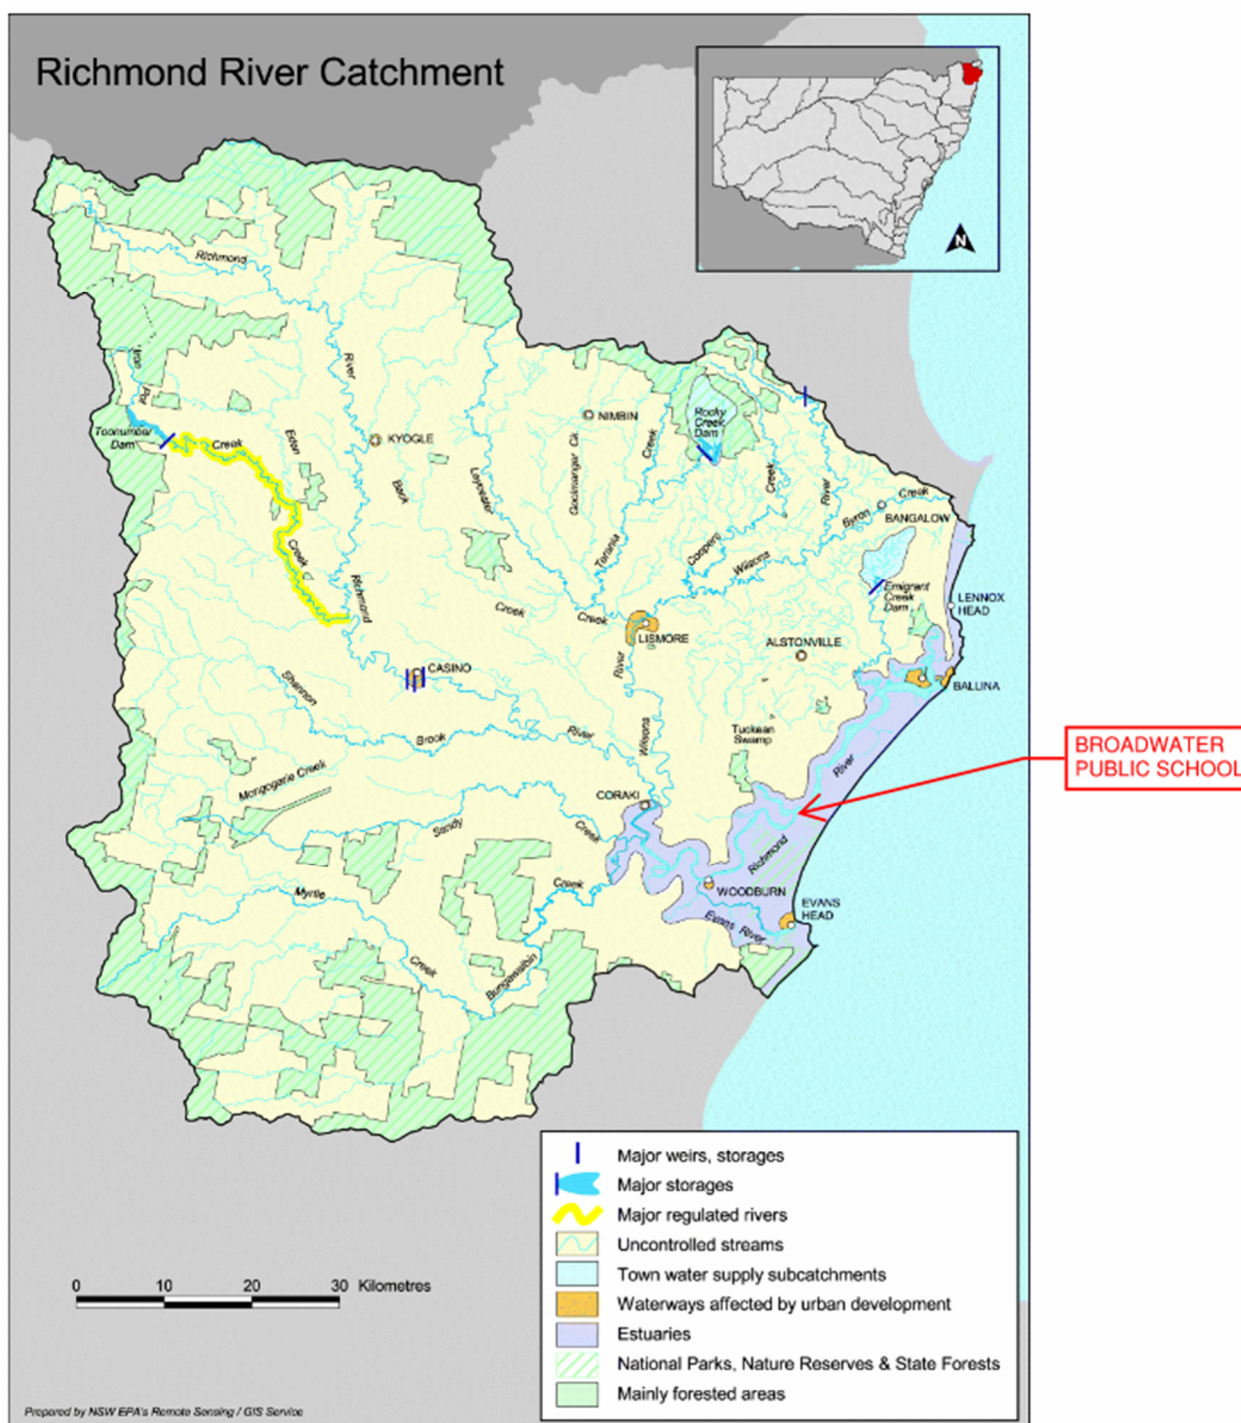 Richmond River Catchment
N
Richmond
River
Iron
Pot
Toonumbar
Dam
Creek
Eden
Creek
KYOGLE
Back
Creek
Richmond
Leycester
Creek
NIMBIN
Goolmangar Ck.
Terania
Creek
Rocky
Creek
Dam
Coopers
Creek
Wilsons
River
Byron
Creek
BANGALOW
Emigrant
Creek
Dam
LENNOX
HEAD
LISMORE
ALSTONVILLE
BALLINA
River
Wilsons
CASINO
Shannon
Brook
River
Tuckean
Swamp
River
BROADWATER
PUBLIC SCHOOL
Mongogarie Creek
CORAKI
Sandy
Creek
Richmond
WOODBURN
EVANS
HEAD
Evans River
Myrtle
Creek
Bungawalbin
Creek
Major weirs, storages
Major storages
Major regulated rivers
Uncontrolled streams
Town water supply subcatchments
Waterways affected by urban development
Estuaries
National Parks, Nature Reserves & State Forests
Mainly forested areas
0 10 20 30 Kilometres
Prepared by NSW EPA's Remote Sensing / GIS Service